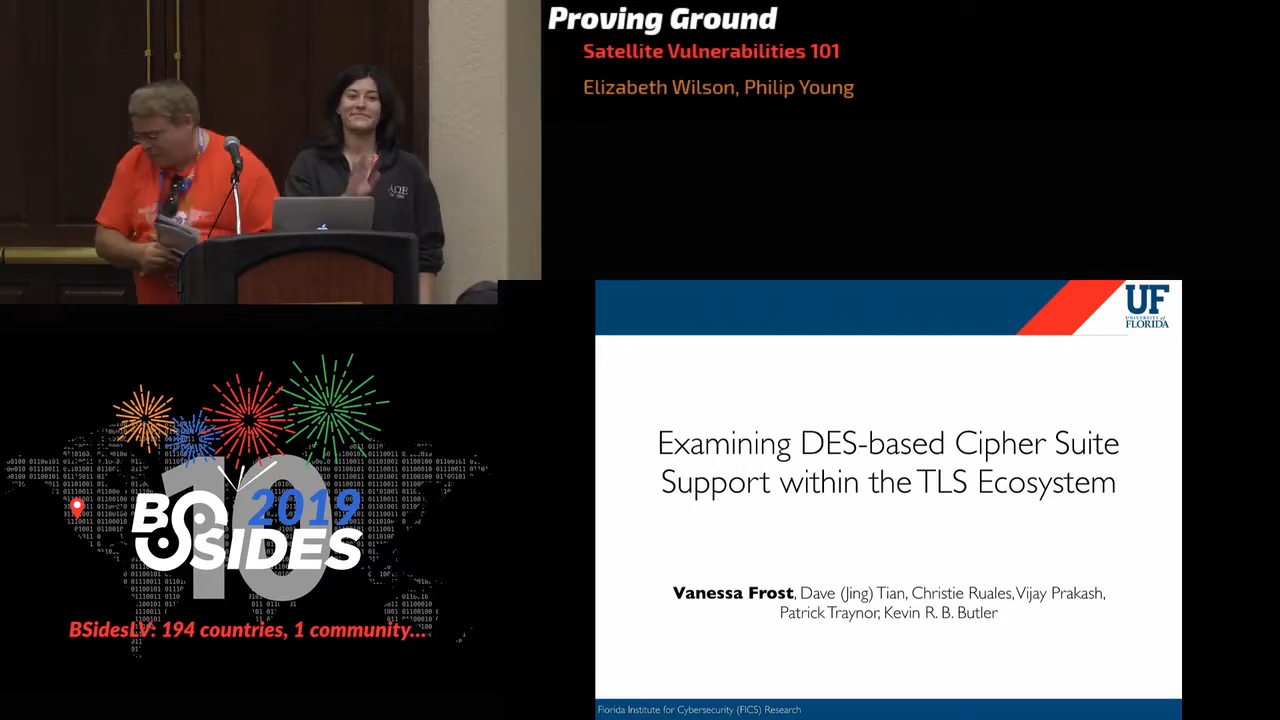 Proving Ground
Satellite Vulnerabilities 101
Elizabeth Wilson, Philip Young
ΑΩΕ
UF
UNIVERSITY of
FLORIDA
Examining DES-based Cipher Suite
Support within the TLS Ecosystem
Vanessa Frost, Dave (Jing) Tian, Christie Ruales, Vijay Prakash,
Patrick Traynor, Kevin R. B. Butler
Florida Institute for Cybersecurity (FICS) Research
10
2019
BSIDES
BSidesLV: 194 countries, 1 community...